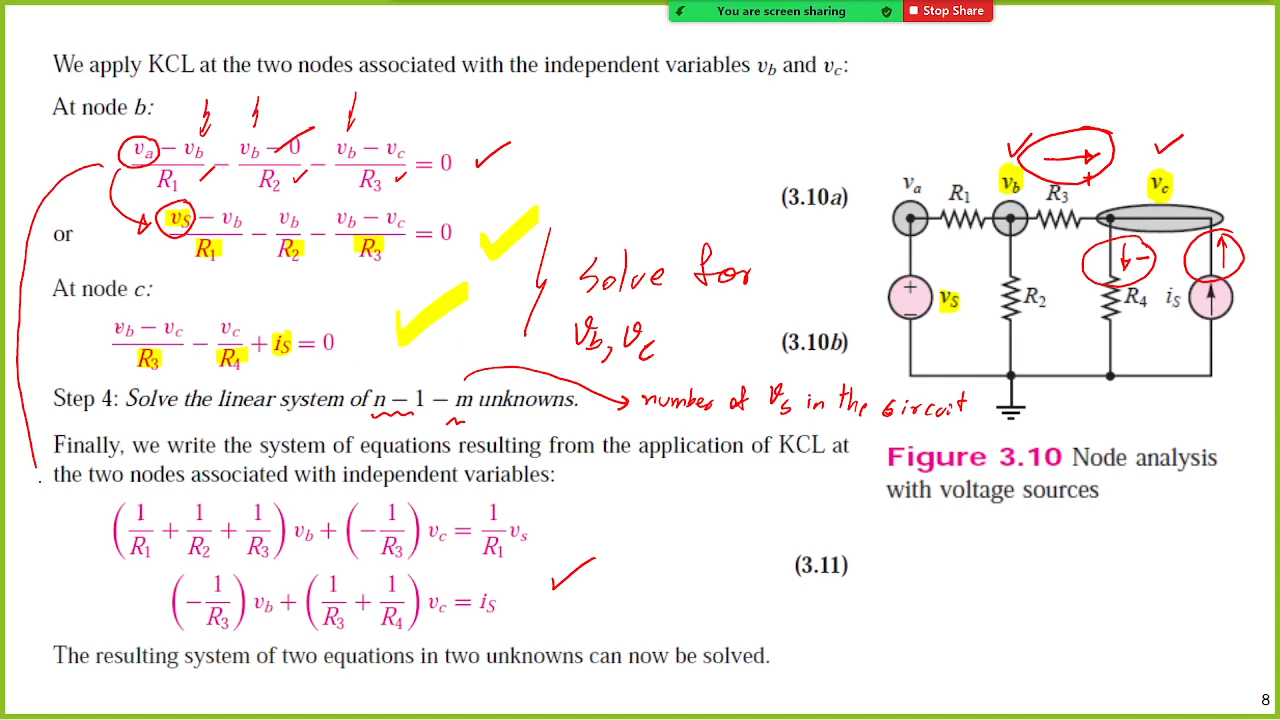 You are screen sharing
Stop Share
We apply KCL at the two nodes associated with the independent variables v_b and v_c:
At node b:
(v_a − v_b)/R_1 − (v_b − 0)/R_2 − (v_b − v_c)/R_3 = 0
(3.10a)
or
(v_S − v_b)/R_1 − v_b/R_2 − (v_b − v_c)/R_3 = 0
solve for
v_b, v_c
At node c:
(v_b − v_c)/R_3 − v_c/R_4 + i_S = 0
(3.10b)
Step 4: Solve the linear system of n − 1 − m unknowns.
number of v_s in the circuit
Finally, we write the system of equations resulting from the application of KCL at
the two nodes associated with independent variables:
(1/R_1 + 1/R_2 + 1/R_3) v_b + (−1/R_3) v_c = 1/R_1 v_s
(3.11)
(−1/R_3) v_b + (1/R_3 + 1/R_4) v_c = i_S
The resulting system of two equations in two unknowns can now be solved.
v_a R_1 v_b R_3 v_c
+
−
+ v_S R_2 R_4 i_S
−
Figure 3.10 Node analysis
with voltage sources
8